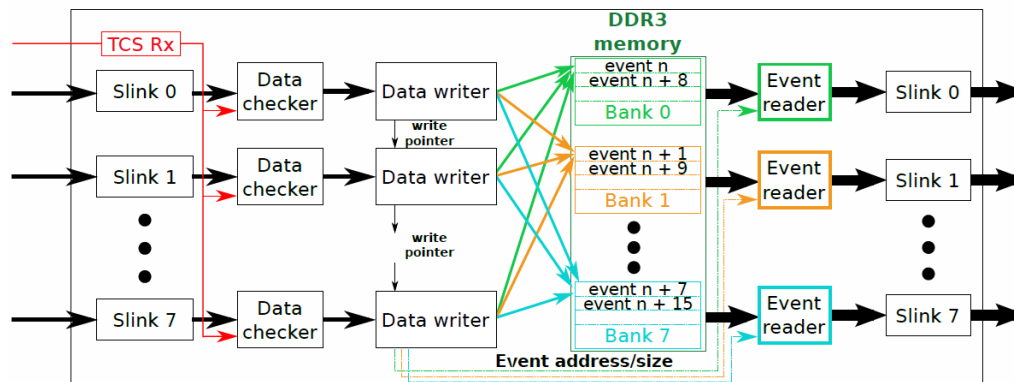 DDR3
memory
TCS Rx
Slink 0
Data
checker
Data writer
event n
event n + 8
Bank 0
Event
reader
Slink 0
write
pointer
Slink 1
Data
checker
Data writer
event n + 1
event n + 9
Bank 1
Event
reader
Slink 1
write
pointer
Slink 7
Data
checker
Data writer
event n + 7
event n + 15
Bank 7
Event
reader
Slink 7
Event address/size